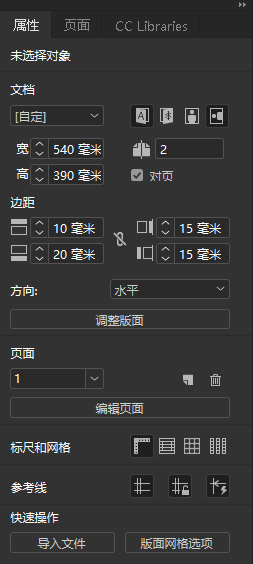 属性 页面 CC Libraries
未选择对象
文档
[自定]
宽 540 毫米 2
高 390 毫米 对页
边距
10 毫米 15 毫米
20 毫米 15 毫米
方向: 水平
调整版面
页面
1
编辑页面
标尺和网格
参考线
快速操作
导入文件 版面网格选项